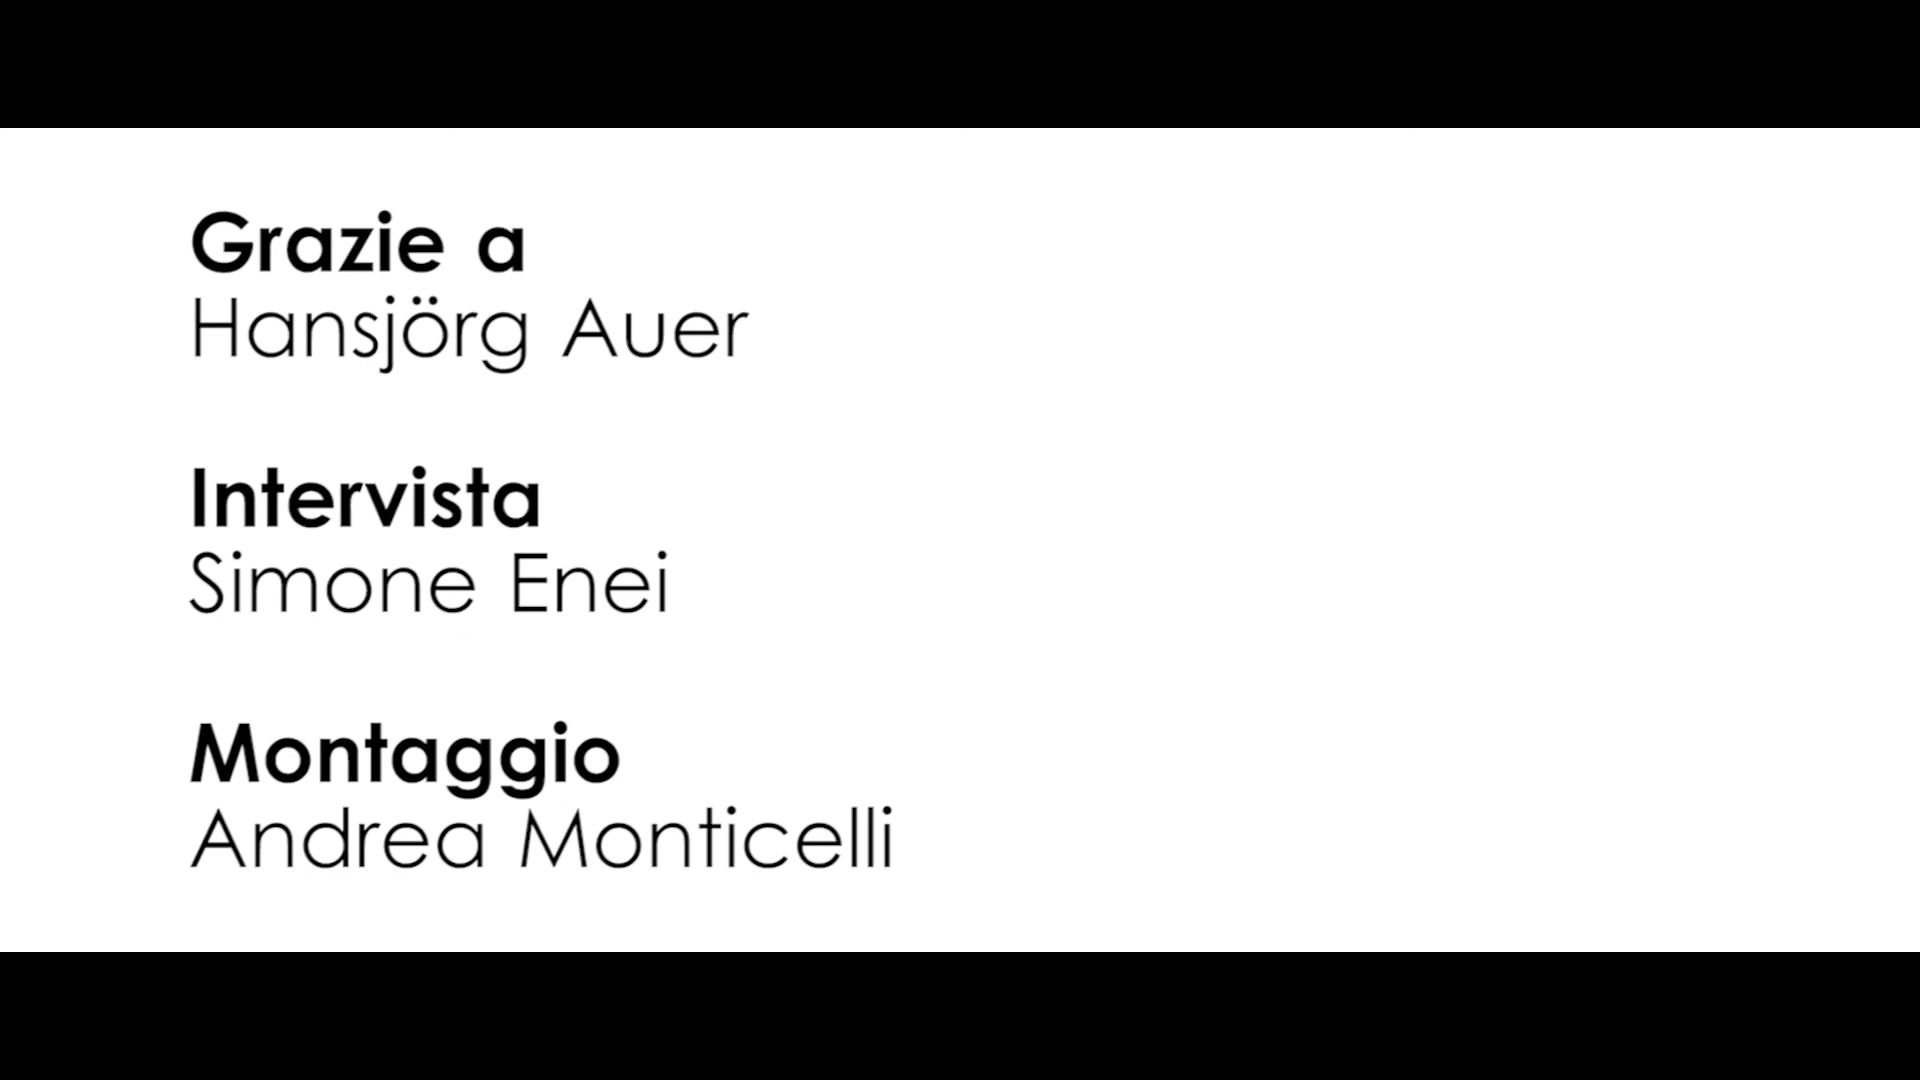 Grazie a
Hansjörg Auer
Intervista
Simone Enei
Montaggio
Andrea Monticelli